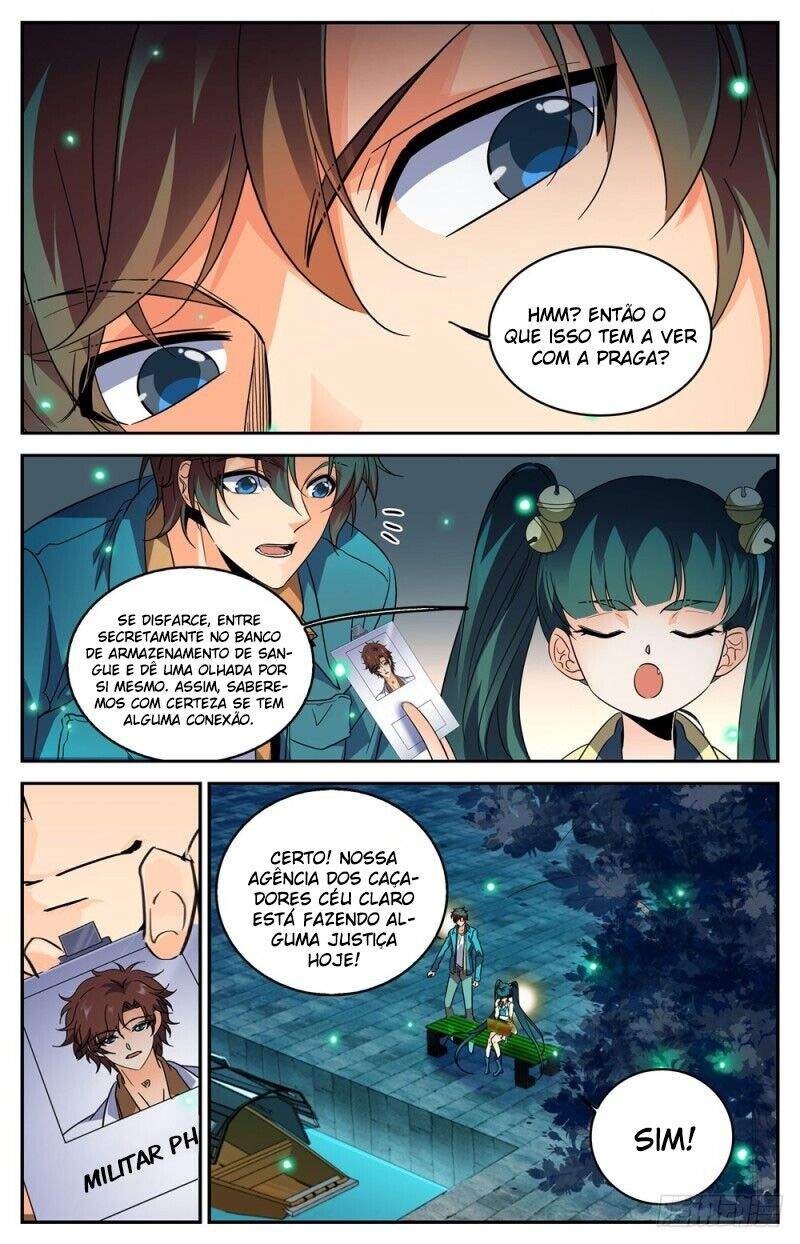 HMM? ENTÃO O
QUE ISSO TEM A VER
COM A PRAGA?
SE DISFARCE, ENTRE
SECRETAMENTE NO BANCO
DE ARMAZENAMENTO DE SAN-
GUE E DÊ UMA OLHADA POR
SI MESMO. ASSIM, SABERE-
MOS COM CERTEZA SE TEM
ALGUMA CONEXÃO.
MILITAR PH
CERTO! NOSSA
AGÊNCIA DOS CAÇA-
DORES CÉU CLARO
ESTÁ FAZENDO AL-
GUMA JUSTIÇA
HOJE!
SIM!